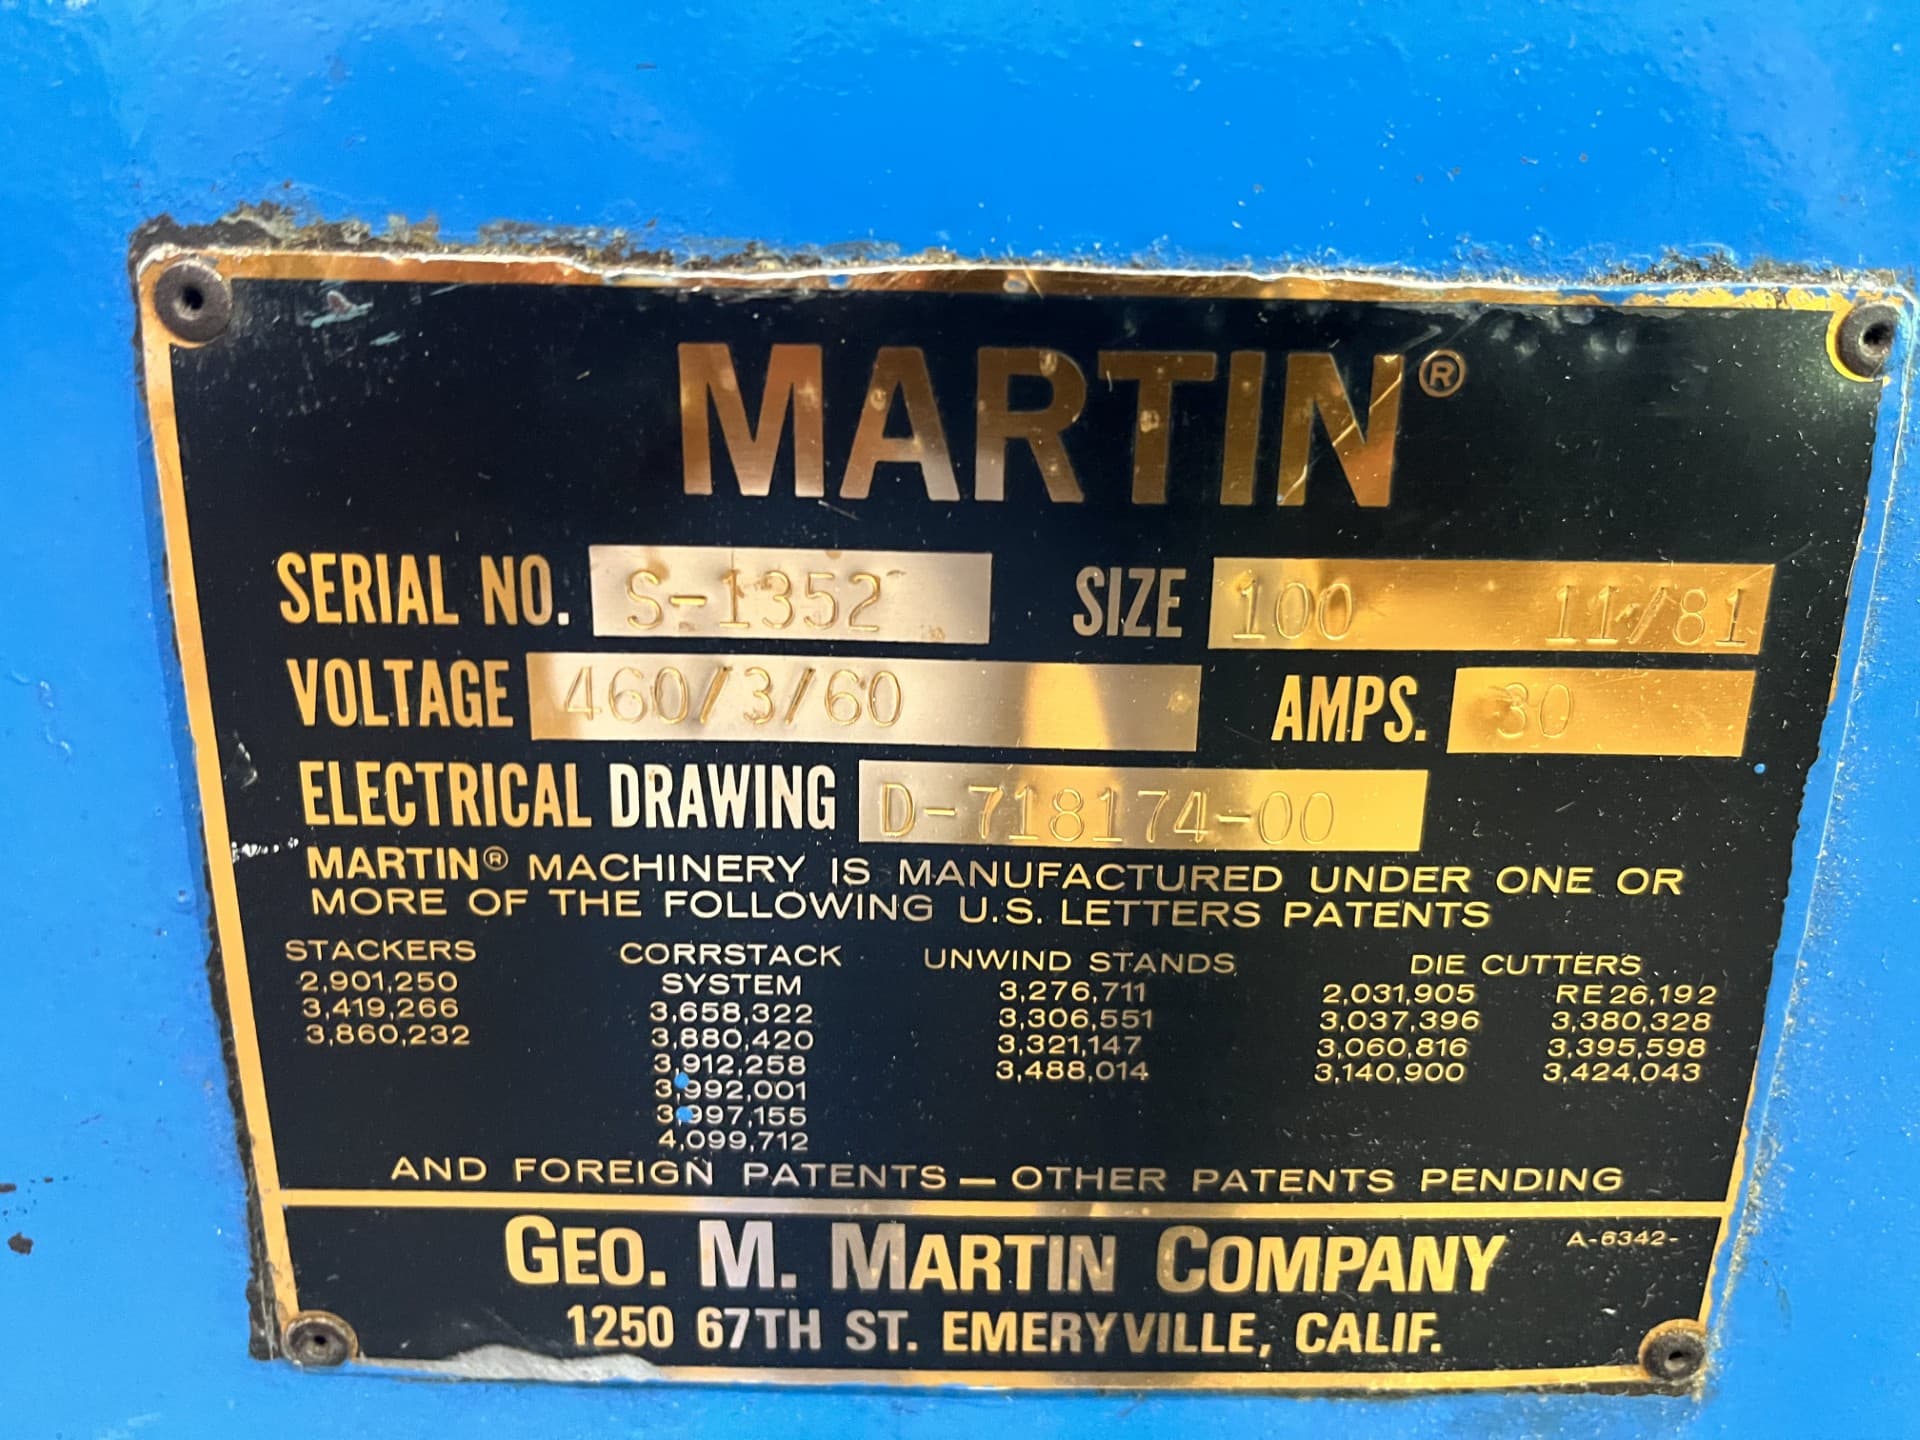 MARTIN®
SERIAL NO. S-1352 SIZE 100 11/81
VOLTAGE 460/3/60 AMPS. 30
ELECTRICAL DRAWING D-718174-00
MARTIN® MACHINERY IS MANUFACTURED UNDER ONE OR
MORE OF THE FOLLOWING U.S. LETTERS PATENTS
STACKERS
2,901,250
3,419,266
3,860,232
CORRSTACK
SYSTEM
3,658,322
3,880,420
3,912,258
3,992,001
3,997,155
4,099,712
UNWIND STANDS
3,276,711
3,306,551
3,321,147
3,488,014
DIE CUTTERS
2,031,905 RE26,192
3,037,396 3,380,328
3,060,816 3,395,598
3,140,900 3,424,043
AND FOREIGN PATENTS — OTHER PATENTS PENDING
GEO. M. MARTIN COMPANY A-6342-
1250 67TH ST. EMERYVILLE, CALIF.